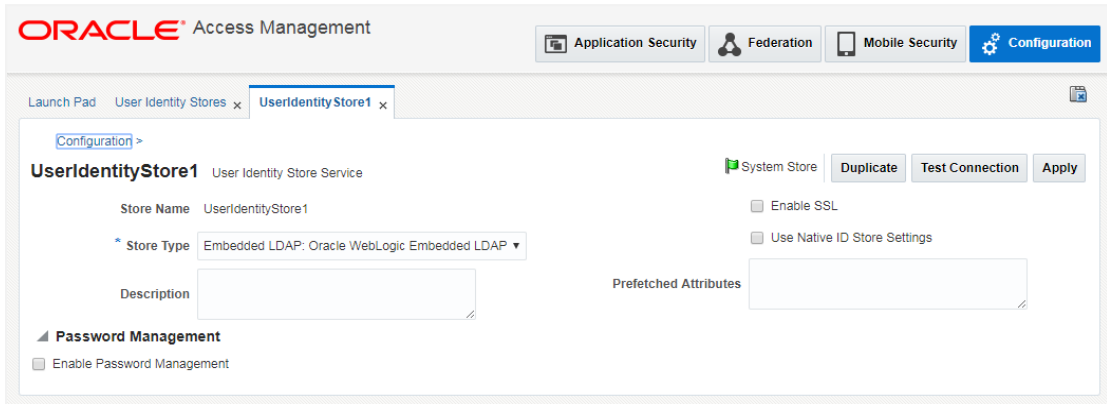 ORACLE® Access Management
Application Security Federation Mobile Security Configuration
Launch Pad User Identity Stores x UserIdentityStore1 x
Configuration >
UserIdentityStore1 User Identity Store Service System Store Duplicate Test Connection Apply
Store Name UserIdentityStore1 Enable SSL
* Store Type Embedded LDAP: Oracle WebLogic Embedded LDAP Use Native ID Store Settings
Description Prefetched Attributes
Password Management
Enable Password Management